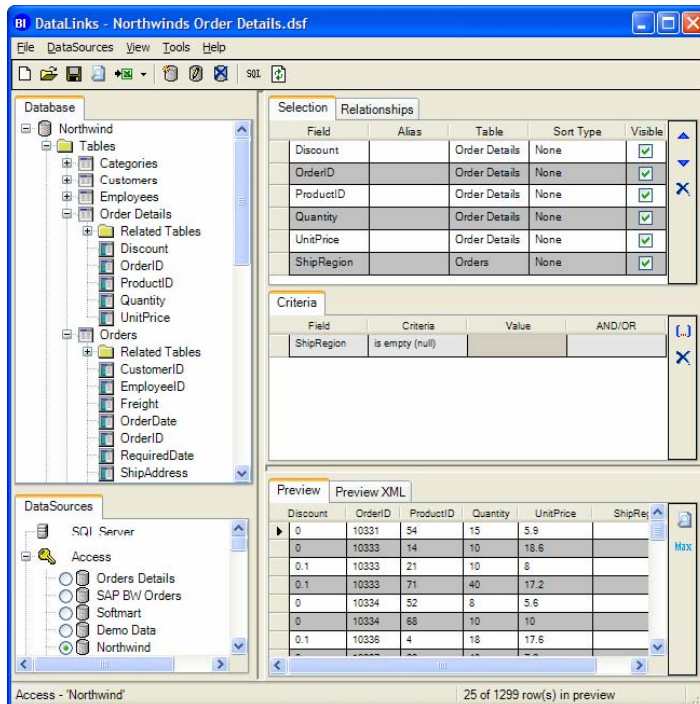 BI DataLinks - Northwinds Order Details.dsf
File DataSources View Tools Help
SQL
Database
Northwind
Tables
Categories
Customers
Employees
Order Details
Related Tables
Discount
OrderID
ProductID
Quantity
UnitPrice
Orders
Related Tables
CustomerID
EmployeeID
Freight
OrderDate
OrderID
RequiredDate
ShipAddress
DataSources
SQL Server
Access
Orders Details
SAP BW Orders
Softmart
Demo Data
Northwind
Selection Relationships
Field Alias Table Sort Type Visible
Discount Order Details None
OrderID Order Details None
ProductID Order Details None
Quantity Order Details None
UnitPrice Order Details None
ShipRegion Orders None
Criteria
Field Criteria Value AND/OR
ShipRegion is empty (null)
(...)
Preview Preview XML
Discount OrderID ProductID Quantity UnitPrice ShipReg
0 10331 54 15 5.9
0 10333 14 10 18.6
0.1 10333 21 10 8
0.1 10333 71 40 17.2
0 10334 52 8 5.6
0 10334 68 10 10
0.1 10336 4 18 17.6
Max
Access - 'Northwind' 25 of 1299 row(s) in preview